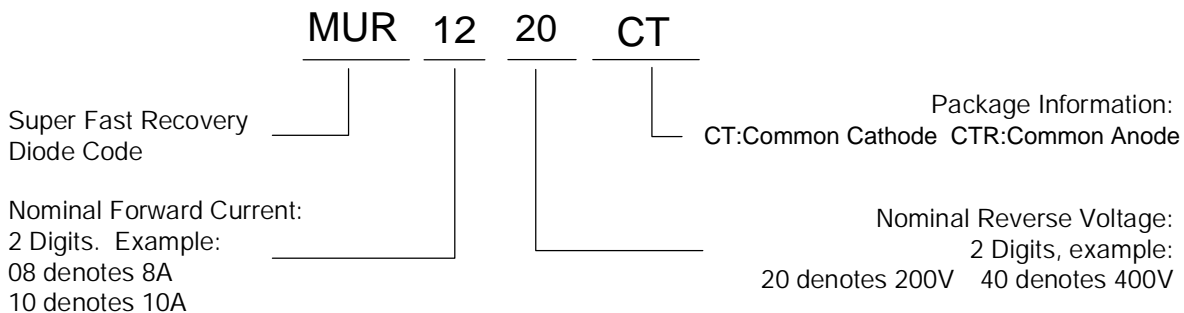 MUR 12 20 CT
Super Fast Recovery
Diode Code
Package Information:
CT:Common Cathode CTR:Common Anode
Nominal Forward Current:
2 Digits. Example:
08 denotes 8A
10 denotes 10A
Nominal Reverse Voltage:
2 Digits, example:
20 denotes 200V 40 denotes 400V